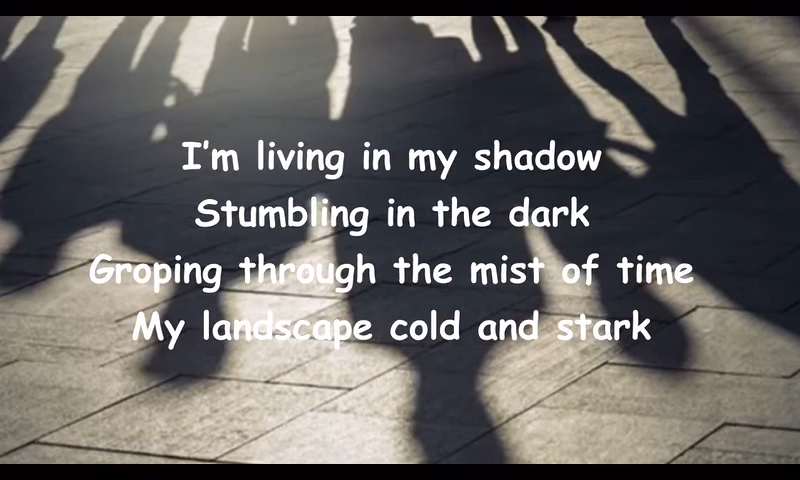 I'm living in my shadow
Stumbling in the dark
Groping through the mist of time
My landscape cold and stark